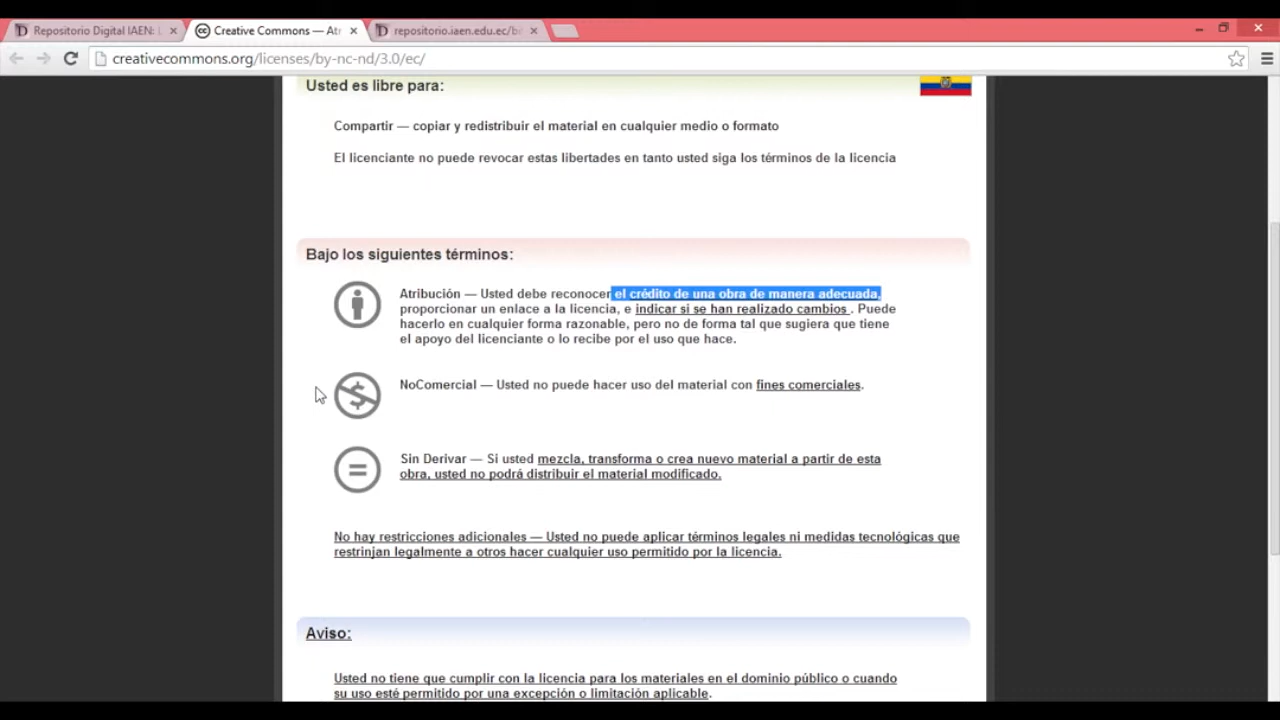 Repositorio Digital IAEN: L
Creative Commons — Atr
repositorio.iaen.edu.ec/bi
creativecommons.org/licenses/by-nc-nd/3.0/ec/
Usted es libre para:
Compartir — copiar y redistribuir el material en cualquier medio o formato
El licenciante no puede revocar estas libertades en tanto usted siga los términos de la licencia
Bajo los siguientes términos:
Atribución — Usted debe reconocer el crédito de una obra de manera adecuada,
proporcionar un enlace a la licencia, e indicar si se han realizado cambios . Puede
hacerlo en cualquier forma razonable, pero no de forma tal que sugiera que tiene
el apoyo del licenciante o lo recibe por el uso que hace.
NoComercial — Usted no puede hacer uso del material con fines comerciales.
Sin Derivar — Si usted mezcla, transforma o crea nuevo material a partir de esta
obra, usted no podrá distribuir el material modificado.
No hay restricciones adicionales — Usted no puede aplicar términos legales ni medidas tecnológicas que
restrinjan legalmente a otros hacer cualquier uso permitido por la licencia.
Aviso:
Usted no tiene que cumplir con la licencia para los materiales en el dominio público o cuando
su uso esté permitido por una excepción o limitación aplicable.